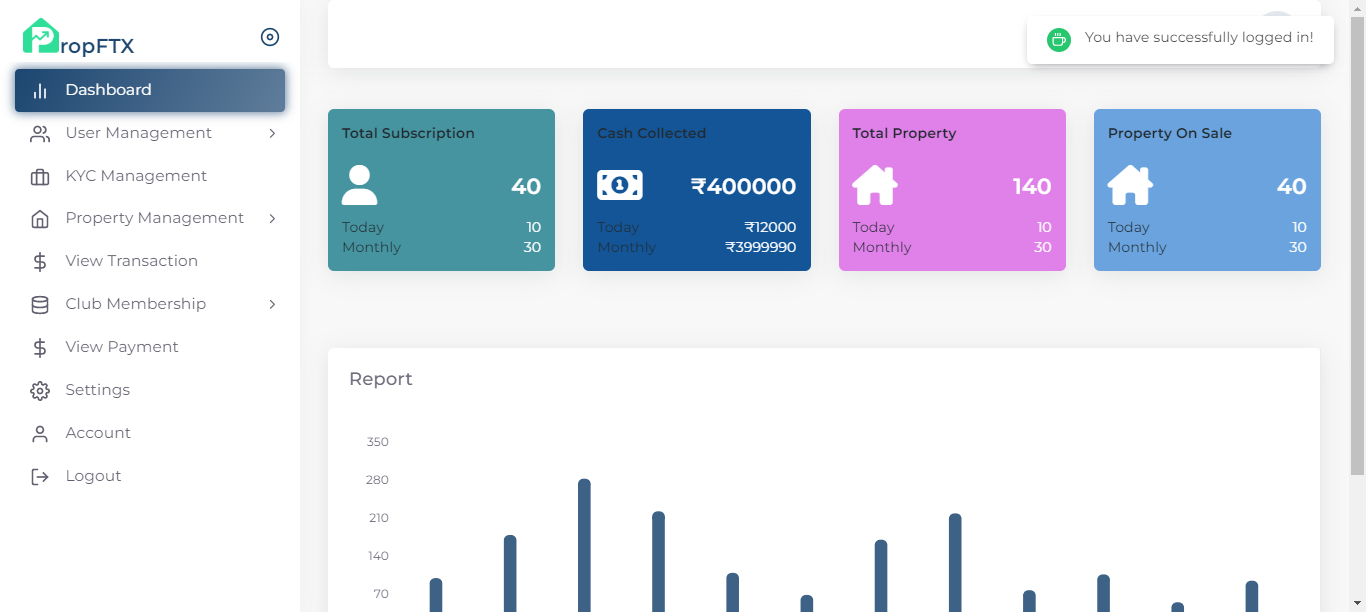 PropFTX
You have successfully logged in!
Dashboard
User Management
KYC Management
Property Management
View Transaction
Club Membership
View Payment
Settings
Account
Logout
Total Subscription
40
Today 10
Monthly 30
Cash Collected
1
₹400000
Today ₹12000
Monthly ₹3999990
Total Property
140
Today 10
Monthly 30
Property On Sale
40
Today 10
Monthly 30
Report
350
280
210
140
70